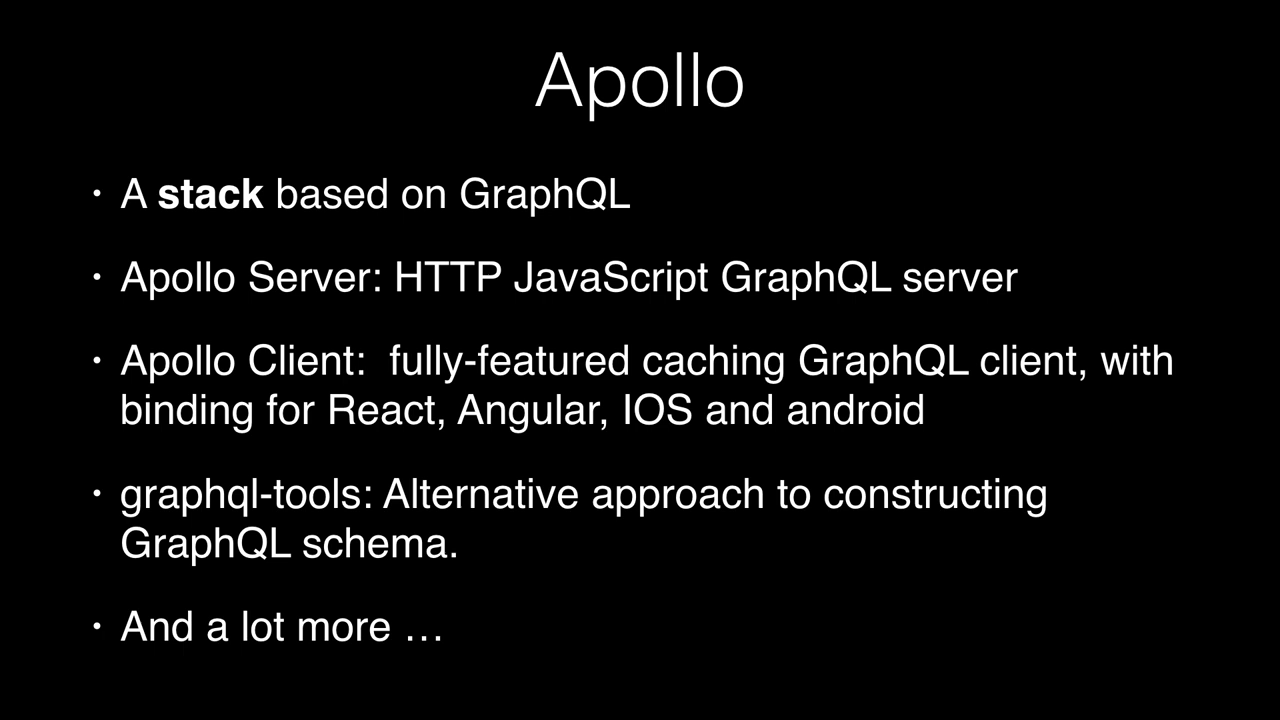 Apollo
• A stack based on GraphQL
• Apollo Server: HTTP JavaScript GraphQL server
• Apollo Client:  fully-featured caching GraphQL client, with
binding for React, Angular, IOS and android
• graphql-tools: Alternative approach to constructing
GraphQL schema.
• And a lot more …